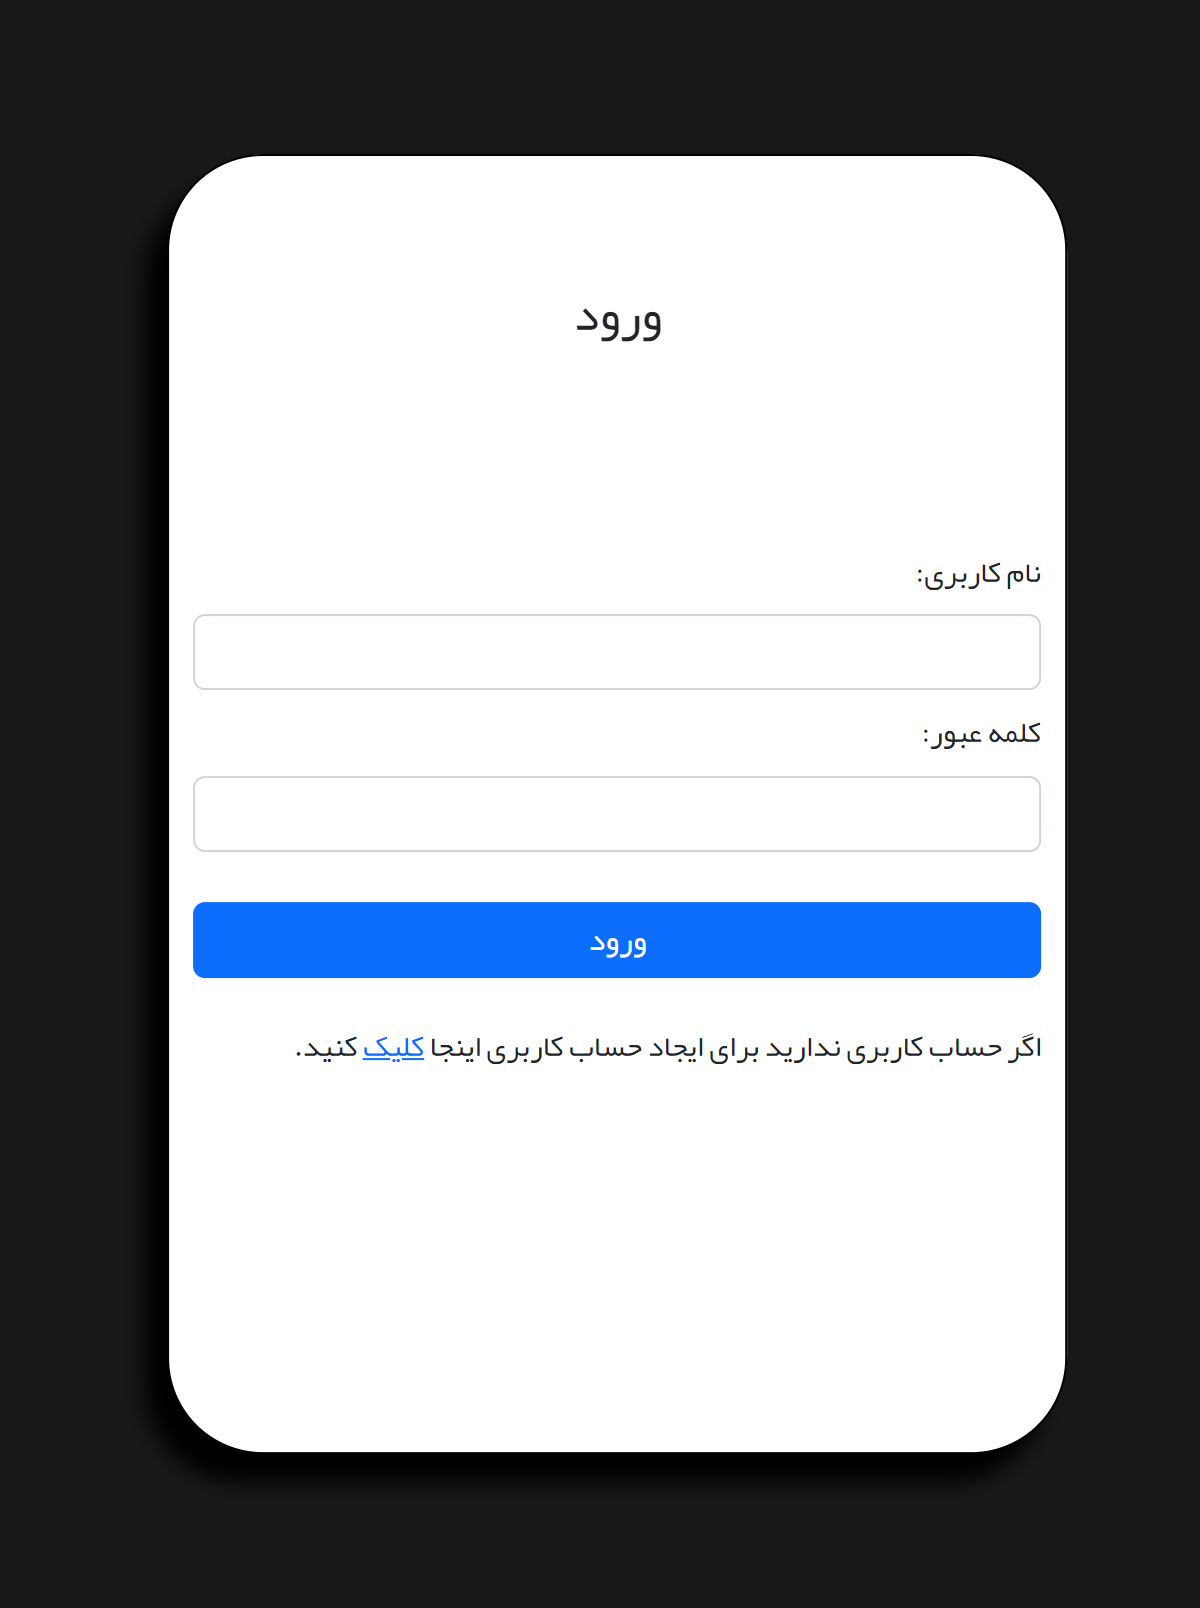 ورود
نام کاربری:
کلمه عبور:
ورود
اگر حساب کاربری ندارید برای ایجاد حساب کاربری اینجا کلیک کنید.